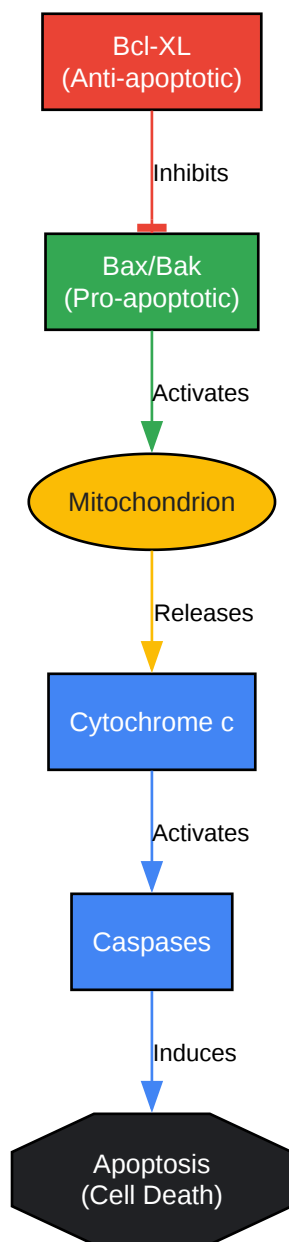 Bcl-XL
(Anti-apoptotic)
Inhibits
Bax/Bak
(Pro-apoptotic)
Activates
Mitochondrion
Releases
Cytochrome c
Activates
Caspases
Induces
Apoptosis
(Cell Death)